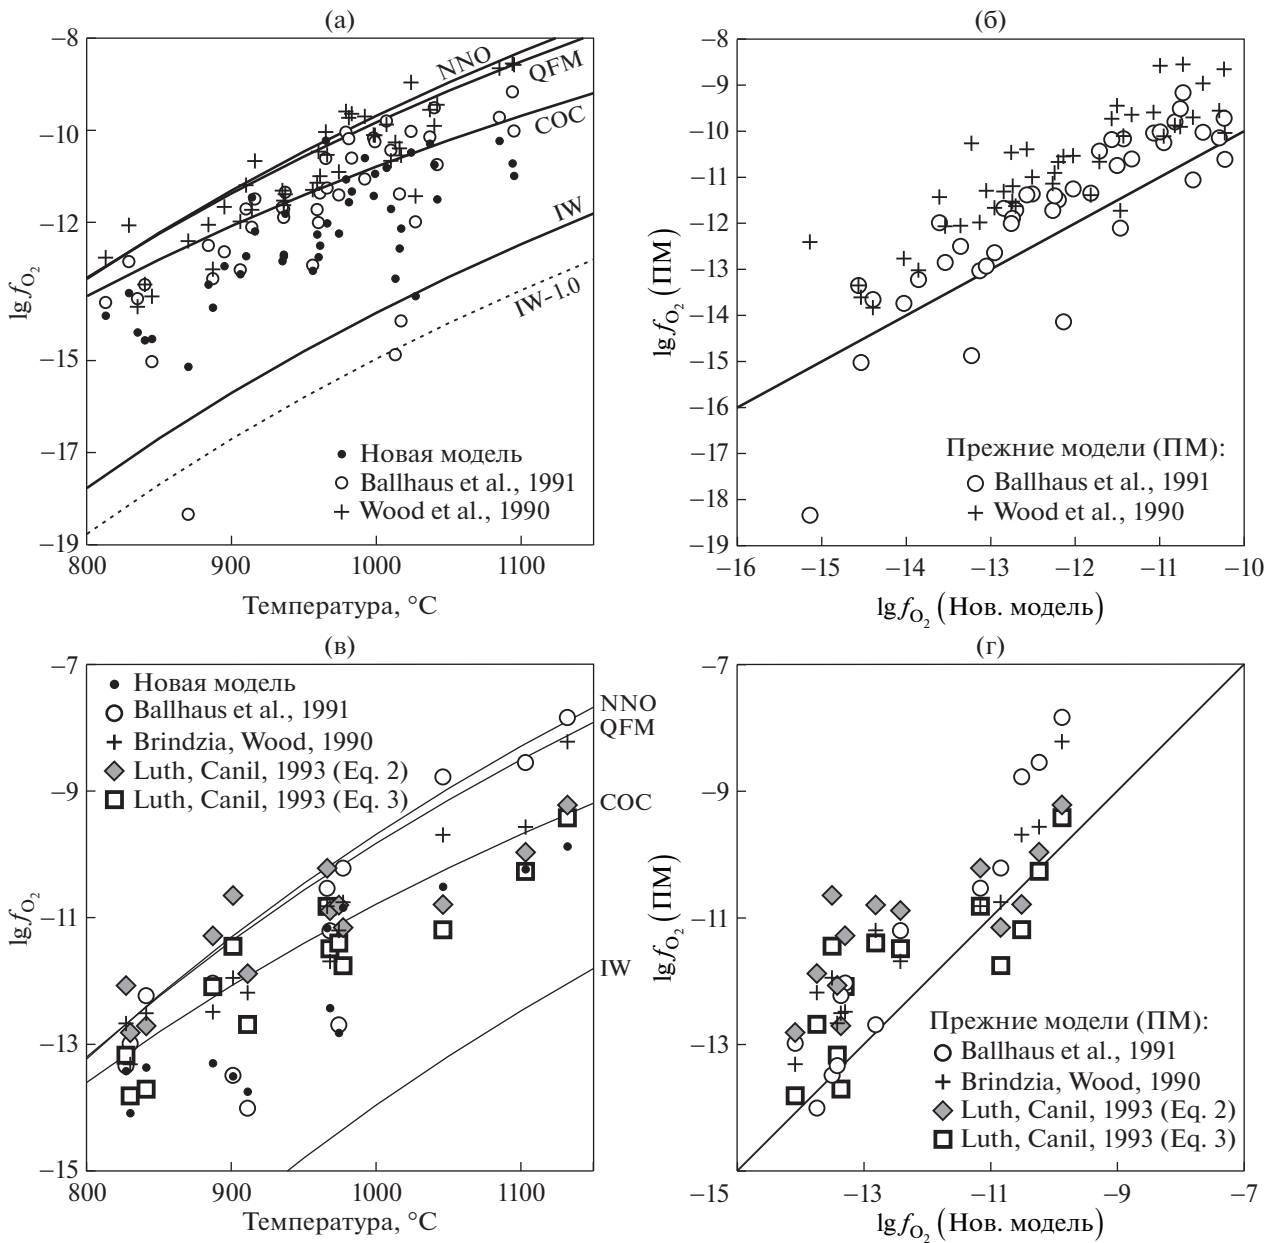 (а)
−8
−10
−12
−15
−17
−19
lg fO2
800
900
1000
1100
Температура, °C
NNO
QFM
COC
IW
IW-1.0
Новая модель
Ballhaus et al., 1991
Wood et al., 1990
(б)
−8
−9
−10
−11
−12
−13
−14
−15
−16
−17
−18
−19
lg fO2 (ПМ)
Прежние модели (ПМ):
Ballhaus et al., 1991
Wood et al., 1990
−16
−15
−14
−13
−12
−11
−10
lg fO2 (Нов. модель)
(в)
−7
−9
−11
−13
−15
lg fO2
Новая модель
Ballhaus et al., 1991
Brindzia, Wood, 1990
Luth, Canil, 1993 (Eq. 2)
Luth, Canil, 1993 (Eq. 3)
NNO
QFM
COC
IW
800
900
1000
1100
Температура, °C
(г)
−7
−9
−11
−13
−15
lg fO2 (ПМ)
Прежние модели (ПМ):
Ballhaus et al., 1991
Brindzia, Wood, 1990
Luth, Canil, 1993 (Eq. 2)
Luth, Canil, 1993 (Eq. 3)
−13
−11
−9
−7
lg fO2 (Нов. модель)